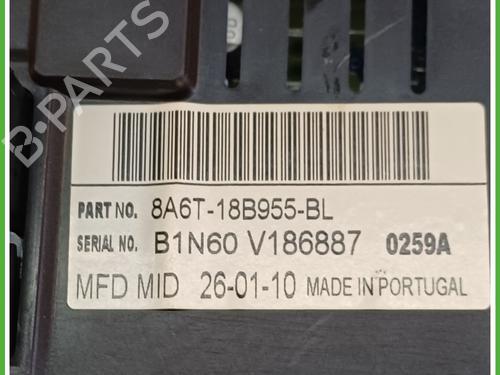 B-PARTS
PART NO. 8A6T-18B955-BL
SERIAL NO. B1N60 V186887 0259A
MFD MID 26-01-10 MADE IN PORTUGAL